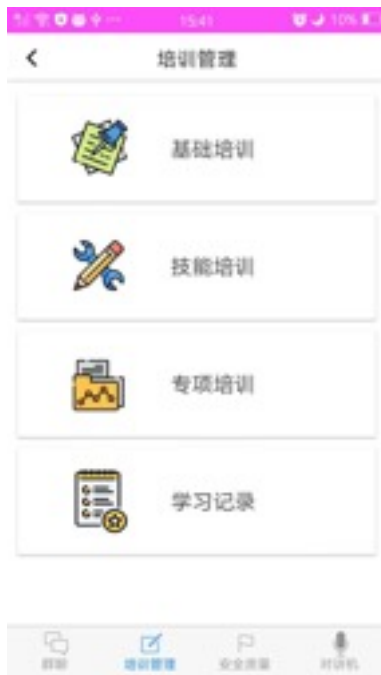 15:41
10%
培训管理
基础培训
技能培训
专项培训
学习记录
群聊
培训管理
安全质量
对讲机